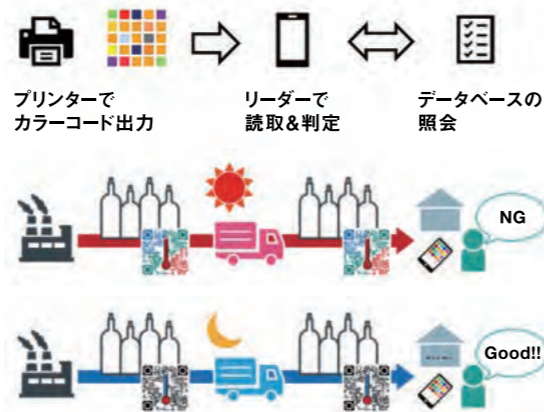 プリンターで
カラーコード出力
リーダーで
読取&判定
データベースの
照会
NG
Good!!